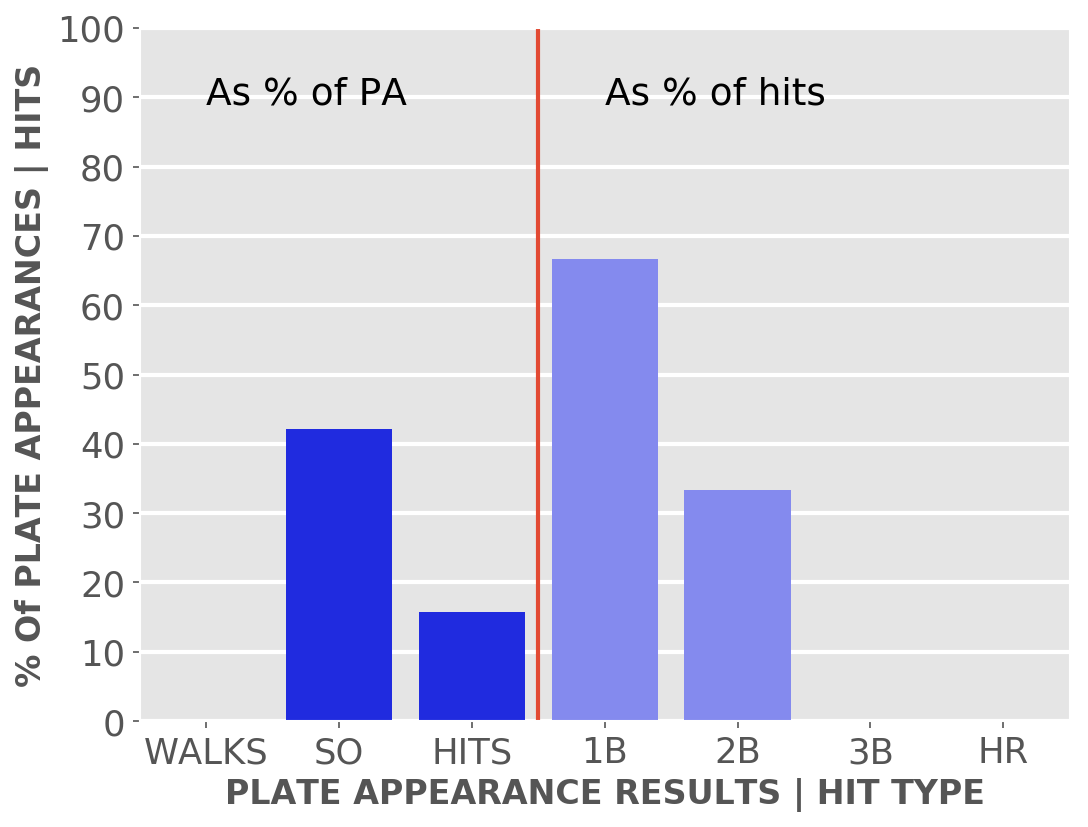 100
90
80
70
60
50
40
30
20
10
0
% Of PLATE APPEARANCES | HITS
As % of PA
As % of hits
WALKS SO HITS 1B 2B 3B HR
PLATE APPEARANCE RESULTS | HIT TYPE